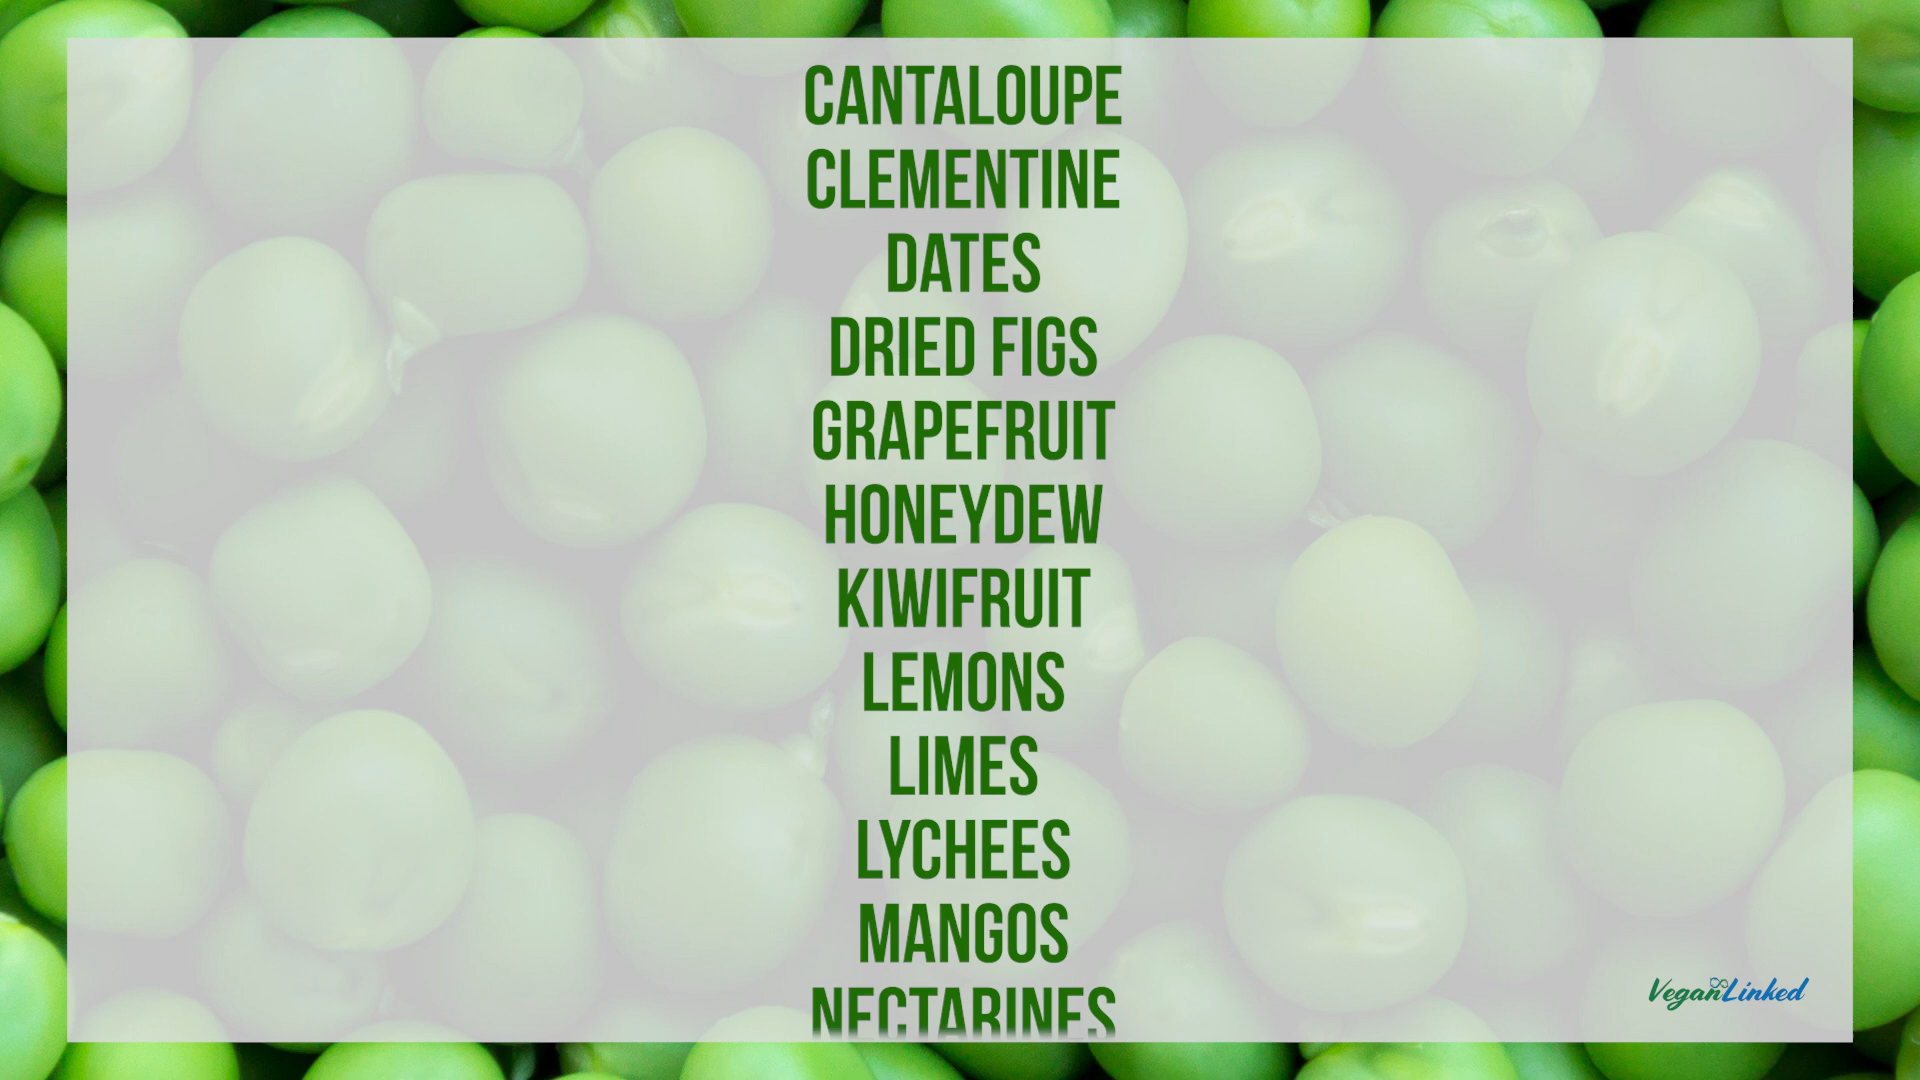 CANTALOUPE
CLEMENTINE
DATES
DRIED FIGS
GRAPEFRUIT
HONEYDEW
KIWIFRUIT
LEMONS
LIMES
LYCHEES
MANGOS
NECTARINES
VeganLinked